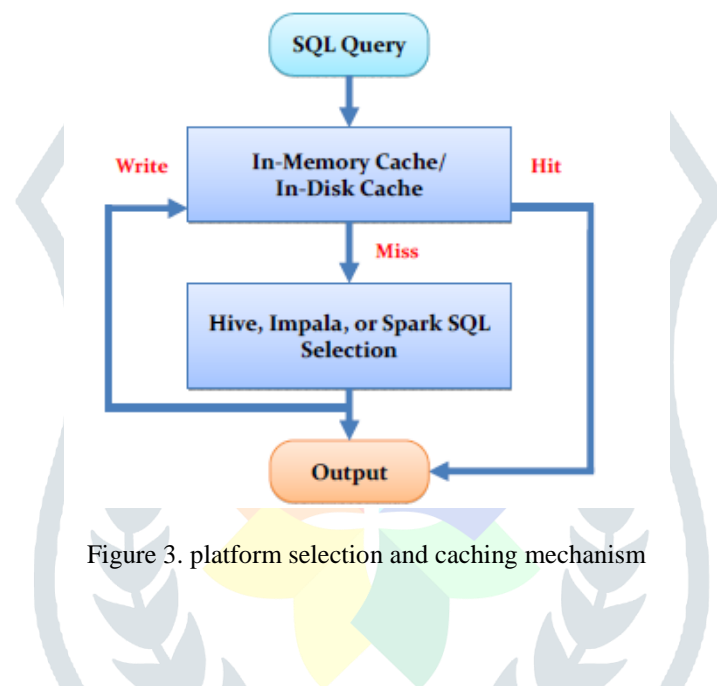 SQL Query
Write
In-Memory Cache/
In-Disk Cache
Hit
Miss
Hive, Impala, or Spark SQL
Selection
Output
Figure 3. platform selection and caching mechanism